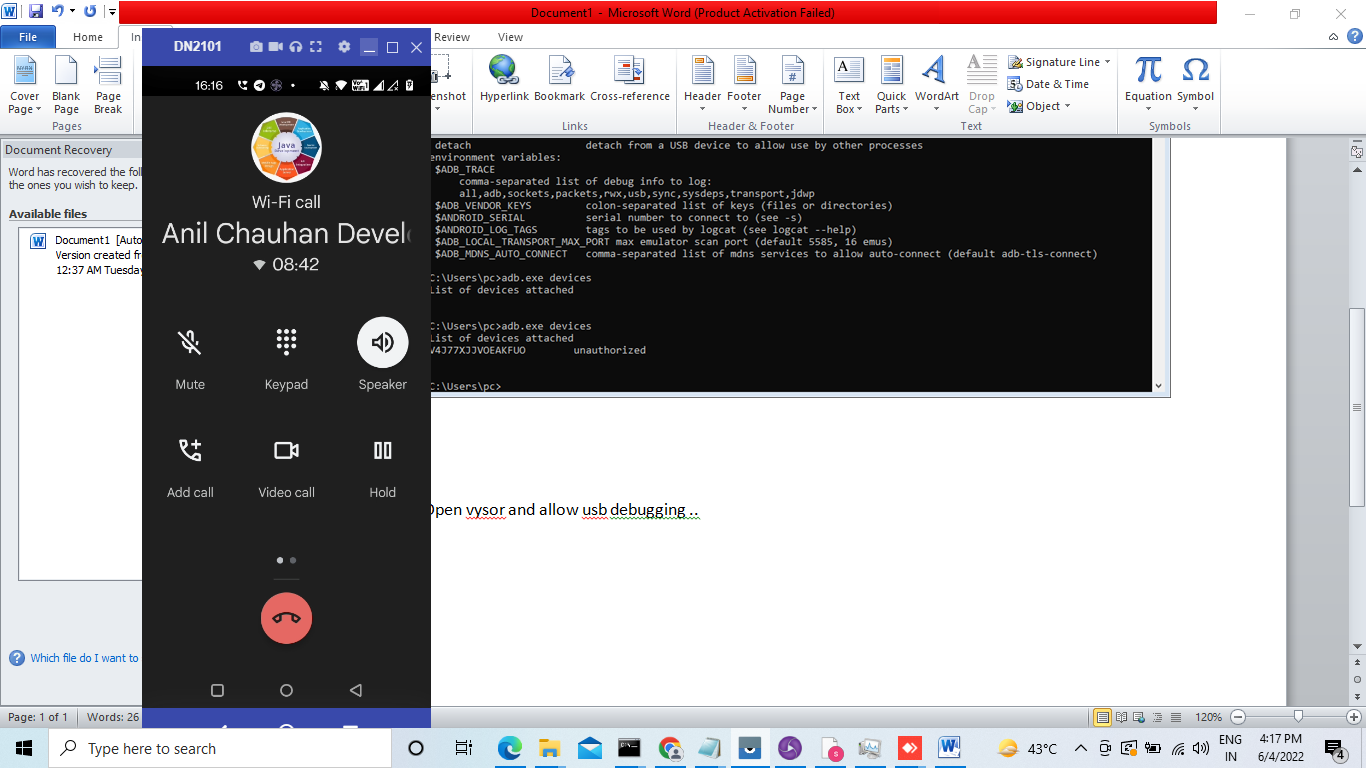 Document1 - Microsoft Word (Product Activation Failed)
File
Home
In
Review
View
Cover
Page
Blank
Page
Page
Break
Pages
enshot
Hyperlink
Bookmark
Cross-reference
Links
Header
Footer
Page
Number
Header & Footer
Text
Box
Quick
Parts
WordArt
Drop
Cap
Signature Line
Date & Time
Object
Text
Equation
Symbol
Symbols
Document Recovery
Word has recovered the fol
the ones you wish to keep.
Available files
Document1 [Auto
Version created fr
12:37 AM Tuesday
Which file do I want to
DN2101
16:16
Java
Wi-Fi call
Anil Chauhan Develo
08:42
Mute
Keypad
Speaker
Add call
Video call
Hold
detach detach from a USB device to allow use by other processes
environment variables:
$ADB_TRACE
comma-separated list of debug info to log:
all,adb,sockets,packets,rwx,usb,sync,sysdeps,transport,jdwp
$ADB_VENDOR_KEYS colon-separated list of keys (files or directories)
$ANDROID_SERIAL serial number to connect to (see -s)
$ANDROID_LOG_TAGS tags to be used by logcat (see logcat --help)
$ADB_LOCAL_TRANSPORT_MAX_PORT max emulator scan port (default 5585, 16 emus)
$ADB_MDNS_AUTO_CONNECT comma-separated list of mdns services to allow auto-connect (default adb-tls-connect)
C:\Users\pc>adb.exe devices
List of devices attached
C:\Users\pc>adb.exe devices
List of devices attached
V4J77XJJVOEAKFUO unauthorized
C:\Users\pc>
Open vysor and allow usb debugging ..
Page: 1 of 1
Words: 26
120%
Type here to search
43°C
ENG
IN
4:17 PM
6/4/2022
4